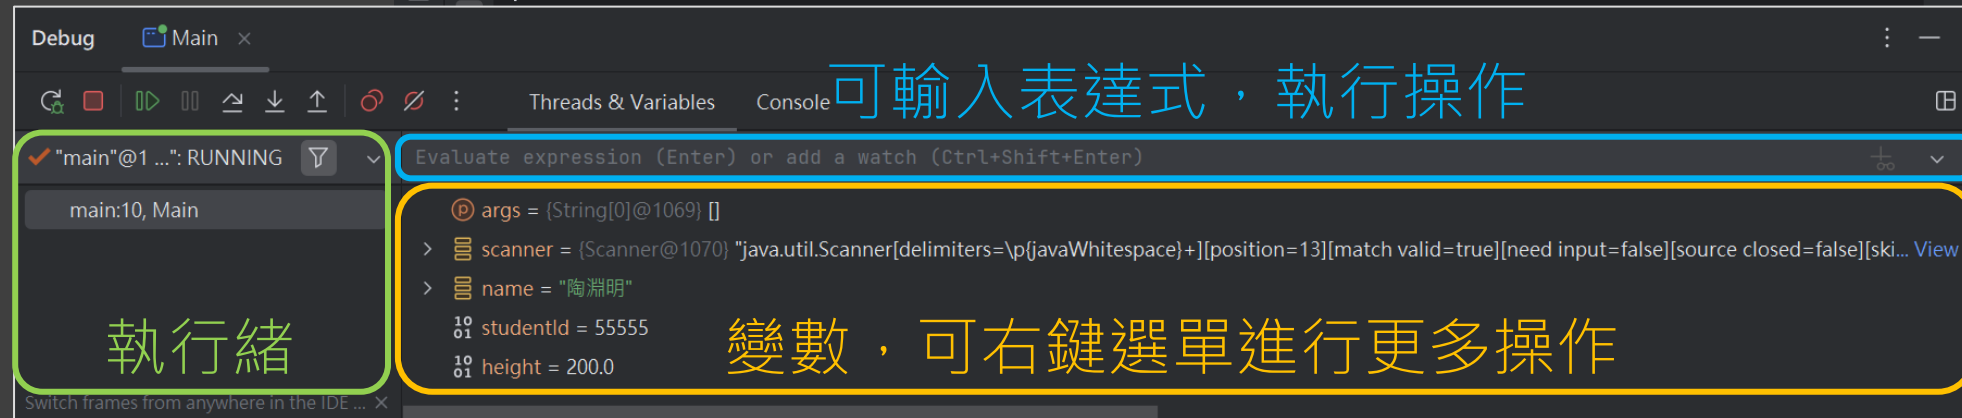 Debug Main
可輸入表達式，執行操作
Threads & Variables Console
"main"@1 ...": RUNNING
Evaluate expression (Enter) or add a watch (Ctrl+Shift+Enter)
main:10, Main
args = {String[0]@1069} []
scanner = {Scanner@1070} "java.util.Scanner[delimiters=\p{javaWhitespace}+][position=13][match valid=true][need input=false][source closed=false][ski... View
name = "陶淵明"
studentId = 55555
height = 200.0
執行緒
變數，可右鍵選單進行更多操作
Switch frames from anywhere in the IDE ...